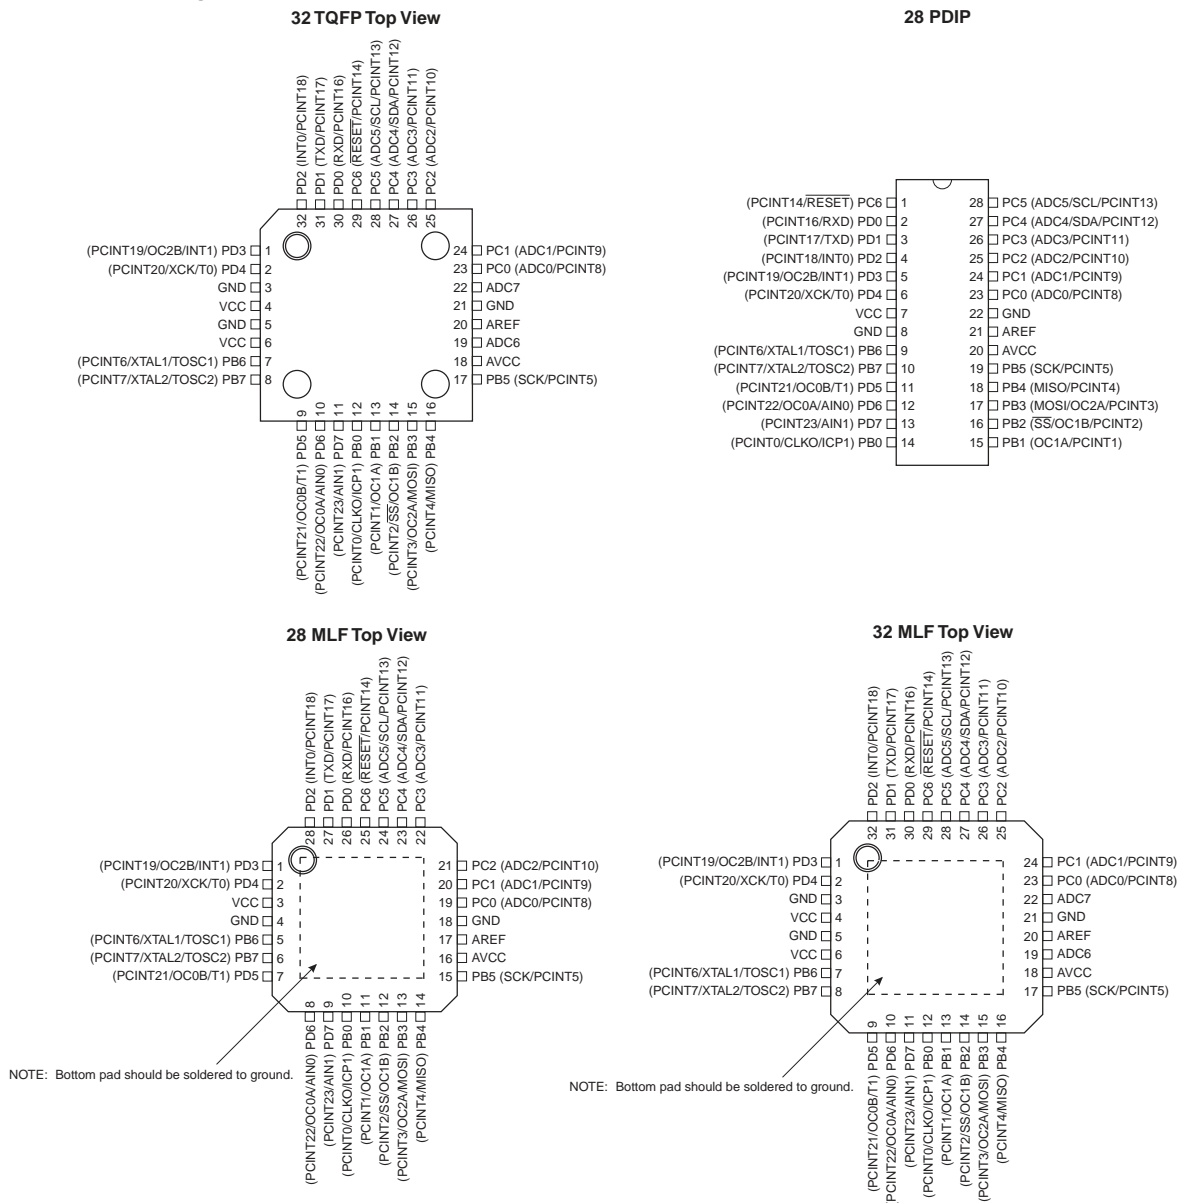 32 TQFP Top View
PD2 (INT0/PCINT18)
PD1 (TXD/PCINT17)
PD0 (RXD/PCINT16)
PC6 (RESET/PCINT14)
PC5 (ADC5/SCL/PCINT13)
PC4 (ADC4/SDA/PCINT12)
PC3 (ADC3/PCINT11)
PC2 (ADC2/PCINT10)
32 31 30 29 28 27 26 25
(PCINT19/OC2B/INT1) PD3 1
(PCINT20/XCK/T0) PD4 2
GND 3
VCC 4
GND 5
VCC 6
(PCINT6/XTAL1/TOSC1) PB6 7
(PCINT7/XTAL2/TOSC2) PB7 8
24 PC1 (ADC1/PCINT9)
23 PC0 (ADC0/PCINT8)
22 ADC7
21 GND
20 AREF
19 ADC6
18 AVCC
17 PB5 (SCK/PCINT5)
9 10 11 12 13 14 15 16
(PCINT21/OC0B/T1) PD5
(PCINT22/OC0A/AIN0) PD6
(PCINT23/AIN1) PD7
(PCINT0/CLKO/ICP1) PB0
(PCINT1/OC1A) PB1
(PCINT2/SS/OC1B) PB2
(PCINT3/OC2A/MOSI) PB3
(PCINT4/MISO) PB4
28 PDIP
(PCINT14/RESET) PC6 1
(PCINT16/RXD) PD0 2
(PCINT17/TXD) PD1 3
(PCINT18/INT0) PD2 4
(PCINT19/OC2B/INT1) PD3 5
(PCINT20/XCK/T0) PD4 6
VCC 7
GND 8
(PCINT6/XTAL1/TOSC1) PB6 9
(PCINT7/XTAL2/TOSC2) PB7 10
(PCINT21/OC0B/T1) PD5 11
(PCINT22/OC0A/AIN0) PD6 12
(PCINT23/AIN1) PD7 13
(PCINT0/CLKO/ICP1) PB0 14
28 PC5 (ADC5/SCL/PCINT13)
27 PC4 (ADC4/SDA/PCINT12)
26 PC3 (ADC3/PCINT11)
25 PC2 (ADC2/PCINT10)
24 PC1 (ADC1/PCINT9)
23 PC0 (ADC0/PCINT8)
22 GND
21 AREF
20 AVCC
19 PB5 (SCK/PCINT5)
18 PB4 (MISO/PCINT4)
17 PB3 (MOSI/OC2A/PCINT3)
16 PB2 (SS/OC1B/PCINT2)
15 PB1 (OC1A/PCINT1)
28 MLF Top View
PD2 (INT0/PCINT18)
PD1 (TXD/PCINT17)
PD0 (RXD/PCINT16)
PC6 (RESET/PCINT14)
PC5 (ADC5/SCL/PCINT13)
PC4 (ADC4/SDA/PCINT12)
PC3 (ADC3/PCINT11)
28 27 26 25 24 23 22
(PCINT19/OC2B/INT1) PD3 1
(PCINT20/XCK/T0) PD4 2
VCC 3
GND 4
(PCINT6/XTAL1/TOSC1) PB6 5
(PCINT7/XTAL2/TOSC2) PB7 6
(PCINT21/OC0B/T1) PD5 7
21 PC2 (ADC2/PCINT10)
20 PC1 (ADC1/PCINT9)
19 PC0 (ADC0/PCINT8)
18 GND
17 AREF
16 AVCC
15 PB5 (SCK/PCINT5)
8 9 10 11 12 13 14
(PCINT22/OC0A/AIN0) PD6
(PCINT23/AIN1) PD7
(PCINT0/CLKO/ICP1) PB0
(PCINT1/OC1A) PB1
(PCINT2/SS/OC1B) PB2
(PCINT3/OC2A/MOSI) PB3
(PCINT4/MISO) PB4
NOTE: Bottom pad should be soldered to ground.
32 MLF Top View
PD2 (INT0/PCINT18)
PD1 (TXD/PCINT17)
PD0 (RXD/PCINT16)
PC6 (RESET/PCINT14)
PC5 (ADC5/SCL/PCINT13)
PC4 (ADC4/SDA/PCINT12)
PC3 (ADC3/PCINT11)
PC2 (ADC2/PCINT10)
32 31 30 29 28 27 26 25
(PCINT19/OC2B/INT1) PD3 1
(PCINT20/XCK/T0) PD4 2
GND 3
VCC 4
GND 5
VCC 6
(PCINT6/XTAL1/TOSC1) PB6 7
(PCINT7/XTAL2/TOSC2) PB7 8
24 PC1 (ADC1/PCINT9)
23 PC0 (ADC0/PCINT8)
22 ADC7
21 GND
20 AREF
19 ADC6
18 AVCC
17 PB5 (SCK/PCINT5)
9 10 11 12 13 14 15 16
(PCINT21/OC0B/T1) PD5
(PCINT22/OC0A/AIN0) PD6
(PCINT23/AIN1) PD7
(PCINT0/CLKO/ICP1) PB0
(PCINT1/OC1A) PB1
(PCINT2/SS/OC1B) PB2
(PCINT3/OC2A/MOSI) PB3
(PCINT4/MISO) PB4
NOTE: Bottom pad should be soldered to ground.